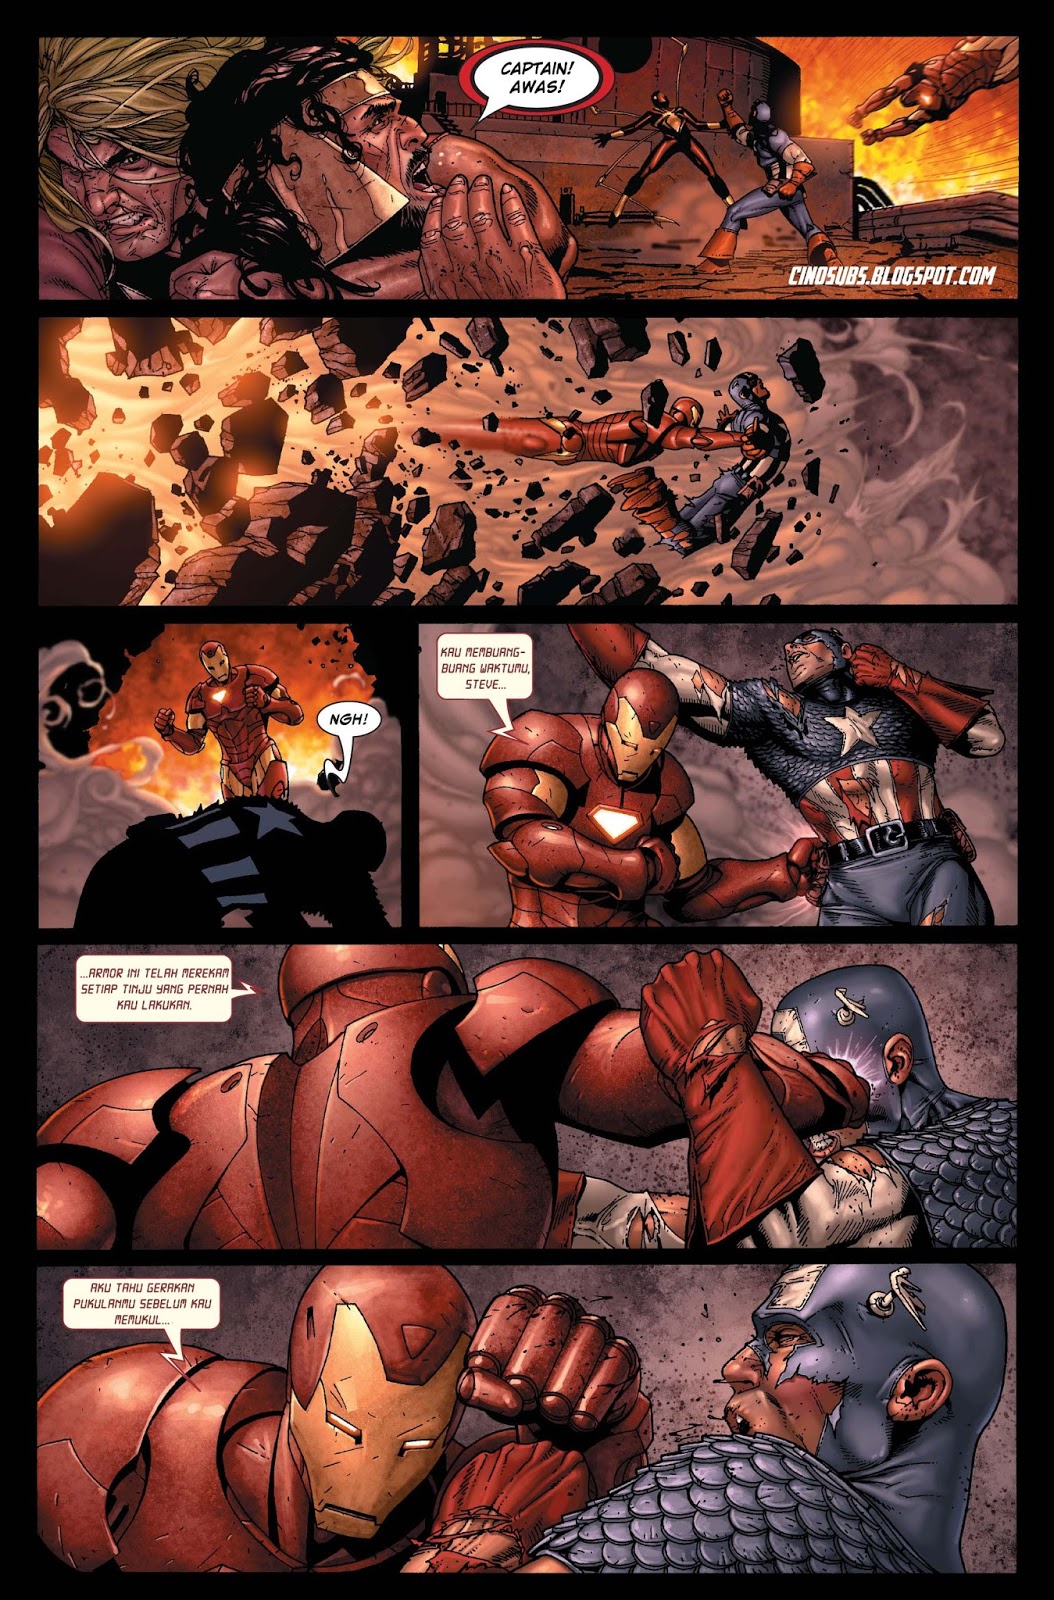 CAPTAIN!
AWAS!
CINOSUBS.BLOGSPOT.COM
NGH!
KAU MEMBUANG-
BUANG WAKTUMU,
STEVE...
...ARMOR INI TELAH MEREKAM
SETIAP TINJU YANG PERNAH
KAU LAKUKAN.
AKU TAHU GERAKAN
PUKULANMU SEBELUM KAU
MEMUKUL...